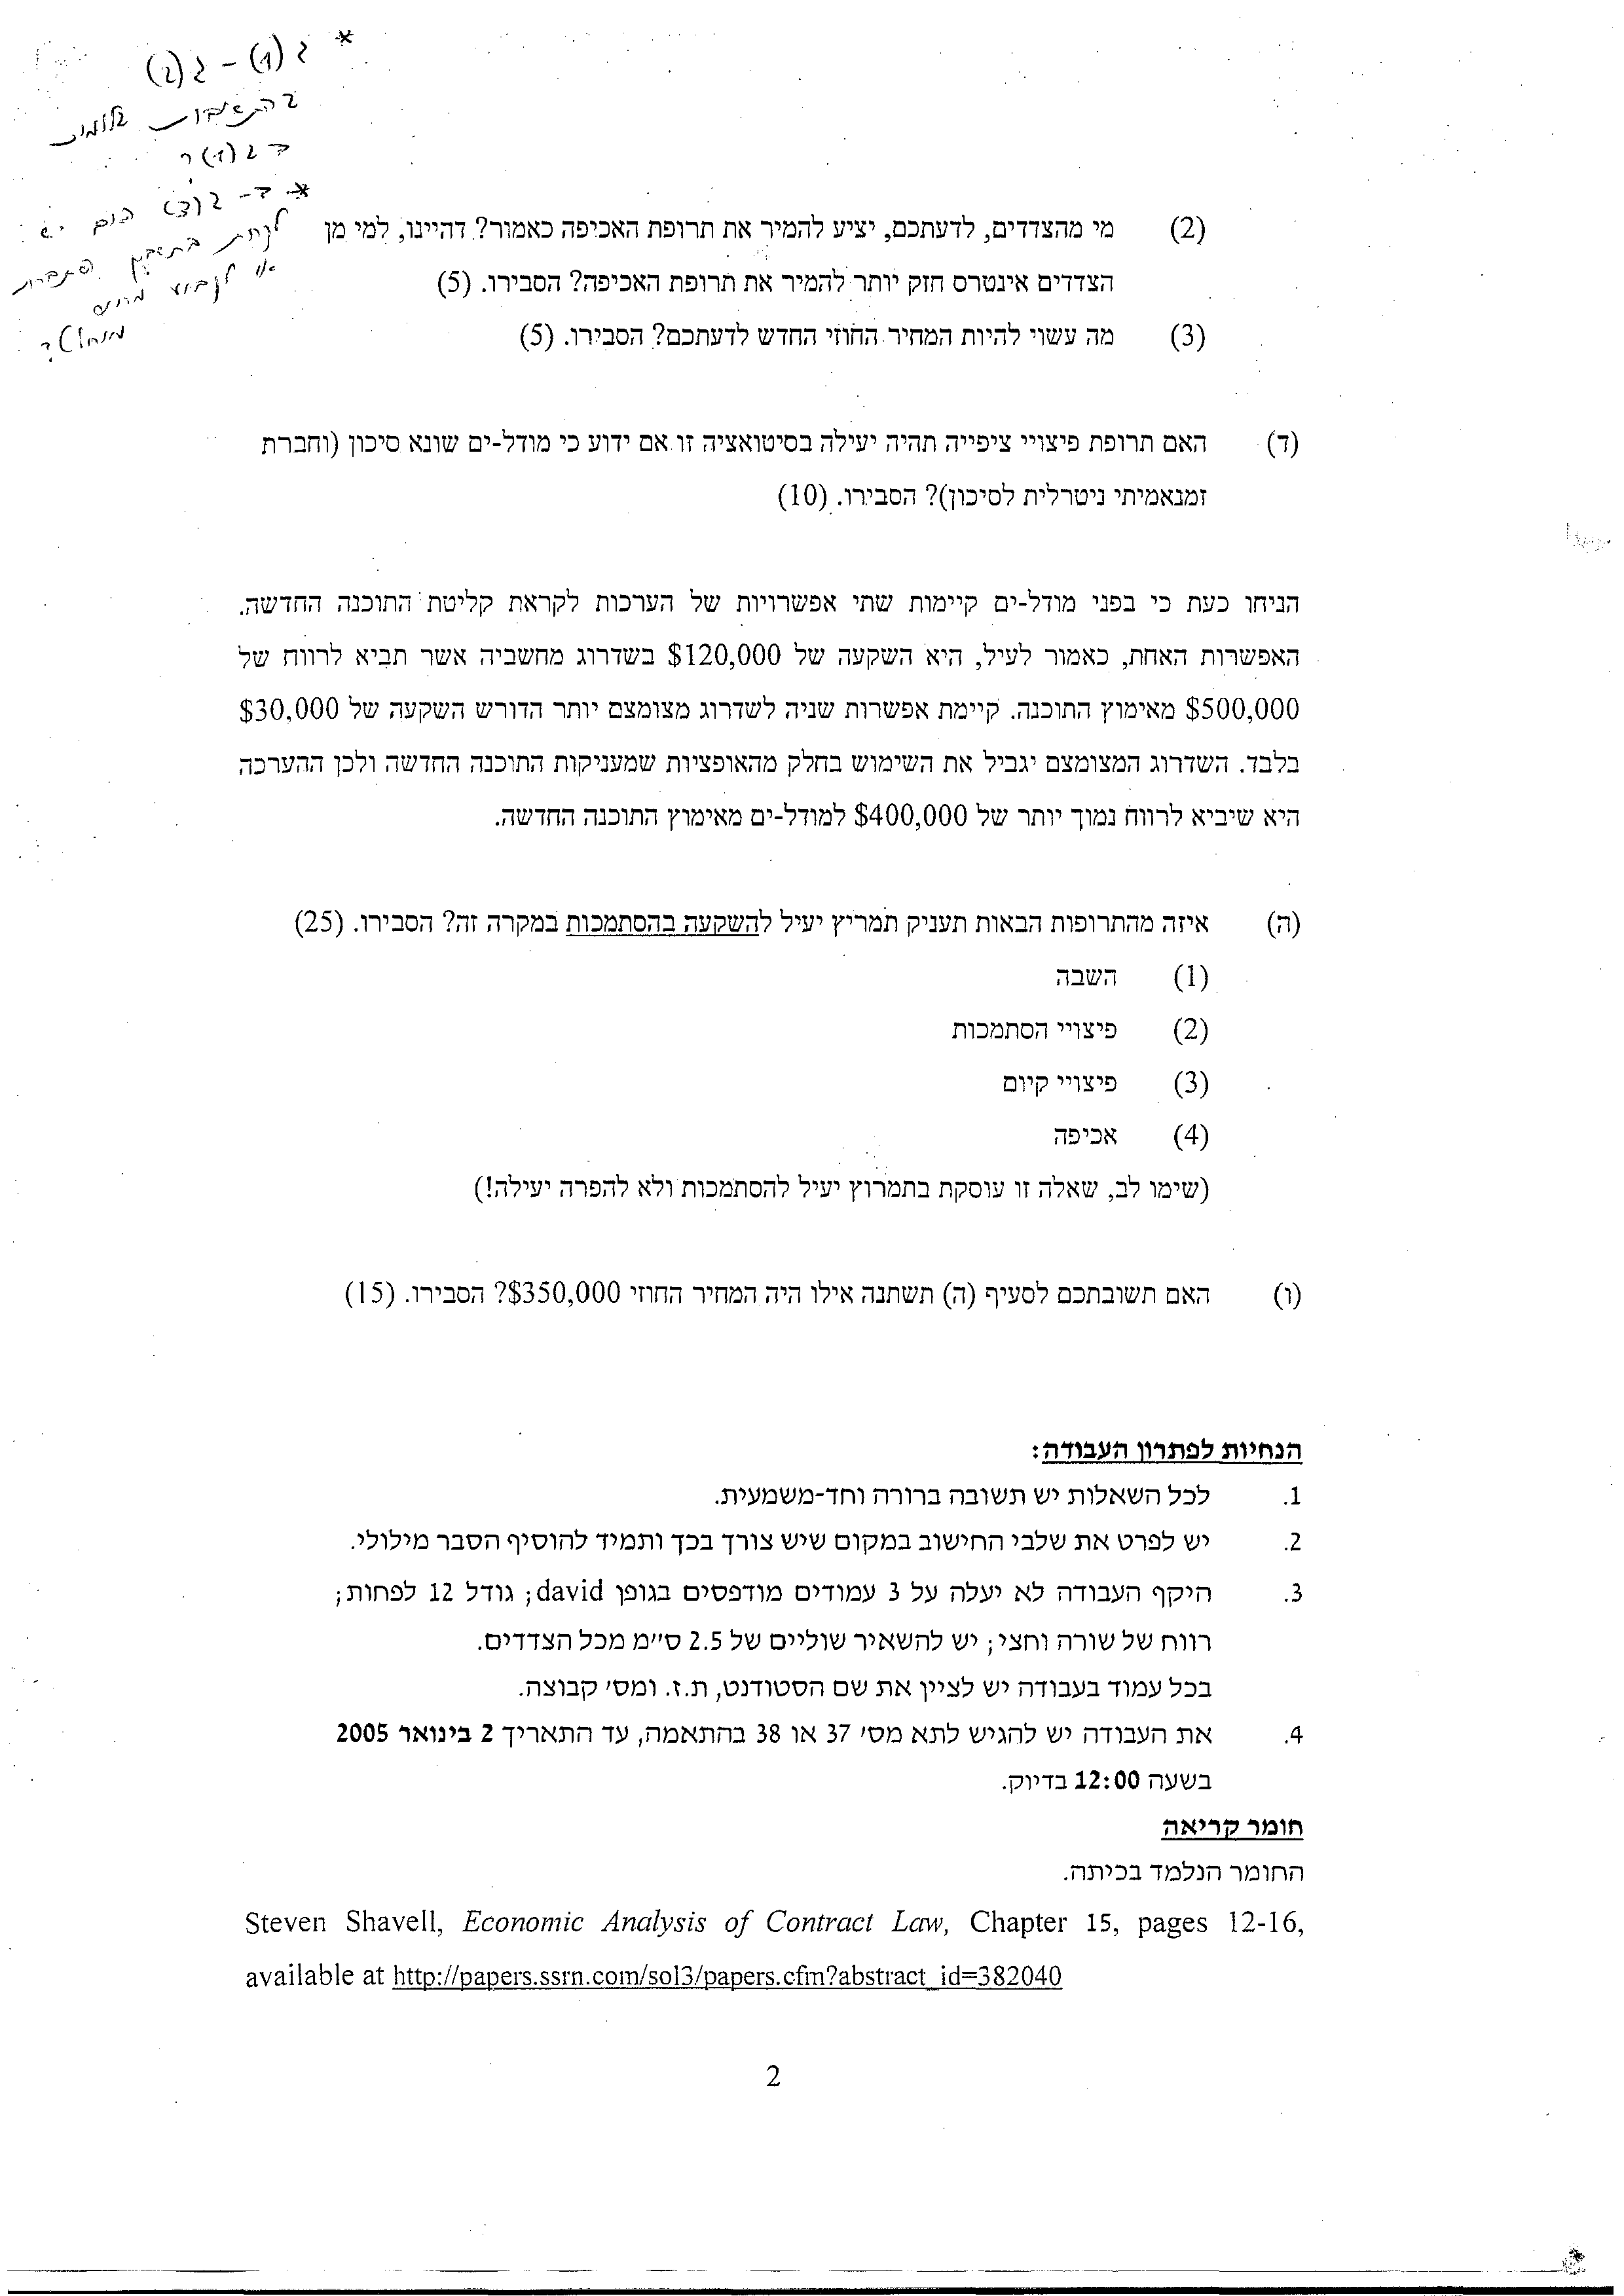 * ג(1) – ג(2)
(2) מי מהצדדים, לדעתכם, יציע להמיר את תרופת האכיפה כאמור? דהיינו, למי מן
הצדדים אינטרס חזק יותר להמיר את תרופת האכיפה? הסבירו. (5)
(3) מה עשוי להיות המחיר החוזי החדש לדעתכם? הסבירו. (5)
(ד) האם תרופת פיצויי ציפייה תהיה יעילה בסיטואציה זו אם ידוע כי מודל-ים שונא סיכון (וחברת
זמנאמיתי ניטרלית לסיכון)? הסבירו. (10)
הניחו כעת כי בפני מודל-ים קיימות שתי אפשרויות של הערכות לקראת קליטת התוכנה החדשה.
האפשרות האחת, כאמור לעיל, היא השקעה של $120,000 בשדרוג מחשביה אשר תביא לרווח של
$500,000 מאימוץ התוכנה. קיימת אפשרות שניה לשדרוג מצומצם יותר הדורש השקעה של $30,000
בלבד. השדרוג המצומצם יגביל את השימוש בחלק מהאופציות שמעניקות התוכנה החדשה ולכן ההערכה
היא שיביא לרווח נמוך יותר של $400,000 למודל-ים מאימוץ התוכנה החדשה.
(ה) איזה מהתרופות הבאות תעניק תמריץ יעיל להשקעה בהסתמכות במקרה זה? הסבירו. (25)
(1) השבה
(2) פיצויי הסתמכות
(3) פיצויי קיום
(4) אכיפה
(שימו לב, שאלה זו עוסקת בתמרוץ יעיל להסתמכות ולא להפרה יעילה!)
(ו) האם תשובתכם לסעיף (ה) תשתנה אילו היה המחיר החוזי $350,000? הסבירו. (15)
הנחיות לפתרון העבודה:
1. לכל השאלות יש תשובה ברורה וחד-משמעית.
2. יש לפרט את שלבי החישוב במקום שיש צורך בכך ותמיד להוסיף הסבר מילולי.
3. היקף העבודה לא יעלה על 3 עמודים מודפסים בגופן david; גודל 12 לפחות;
רווח של שורה וחצי; יש להשאיר שוליים של 2.5 ס״מ מכל הצדדים.
בכל עמוד בעבודה יש לציין את שם הסטודנט, ת.ז. ומס׳ קבוצה.
4. את העבודה יש להגיש לתא מס׳ 37 או 38 בהתאמה, עד התאריך 2 בינואר 2005
בשעה 12:00 בדיוק.
חומר קריאה
החומר הנלמד בכיתה.
Steven Shavell, Economic Analysis of Contract Law, Chapter 15, pages 12-16,
available at http://papers.ssrn.com/sol3/papers.cfm?abstract_id=382040
2